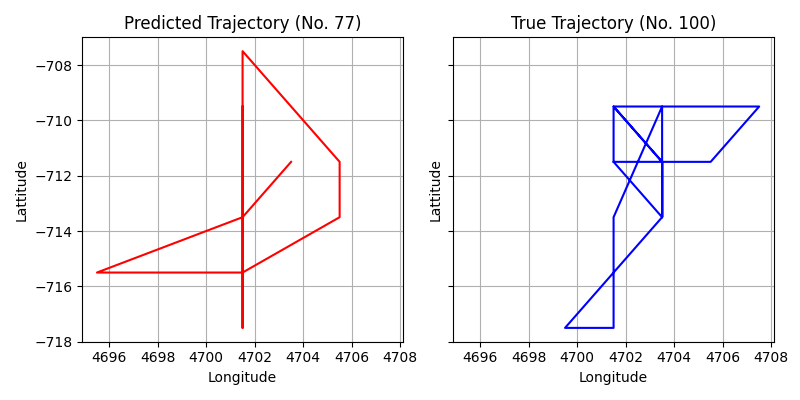 Predicted Trajectory (No. 77)
True Trajectory (No. 100)
Lattitude
−708
−710
−712
−714
−716
−718
4696 4698 4700 4702 4704 4706 4708
Longitude
Lattitude
4696 4698 4700 4702 4704 4706 4708
Longitude